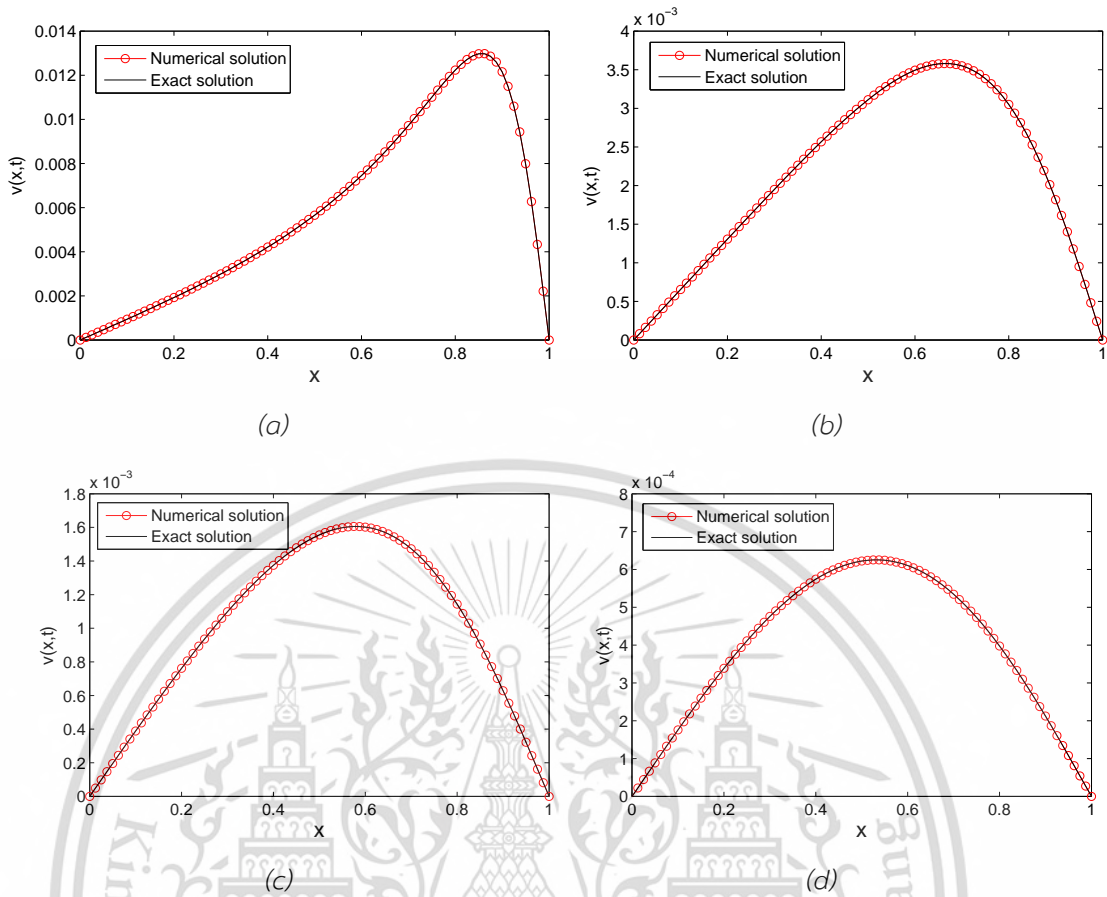 0.014
0.012
0.01
0.008
0.006
0.004
0.002
0
v(x,t)
Numerical solution
Exact solution
0 0.2 0.4 0.6 0.8 1
x
(a)
x 10⁻³
4
3.5
3
2.5
2
1.5
1
0.5
0
v(x,t)
Numerical solution
Exact solution
0 0.2 0.4 0.6 0.8 1
x
(b)
x 10⁻³
1.8
1.6
1.4
1.2
1
0.8
0.6
0.4
0.2
0
v(x,t)
Numerical solution
Exact solution
0 0.2 0.4 0.6 0.8 1
x
(c)
x 10⁻⁴
8
7
6
5
4
3
2
1
0
v(x,t)
Numerical solution
Exact solution
0 0.2 0.4 0.6 0.8 1
x
(d)